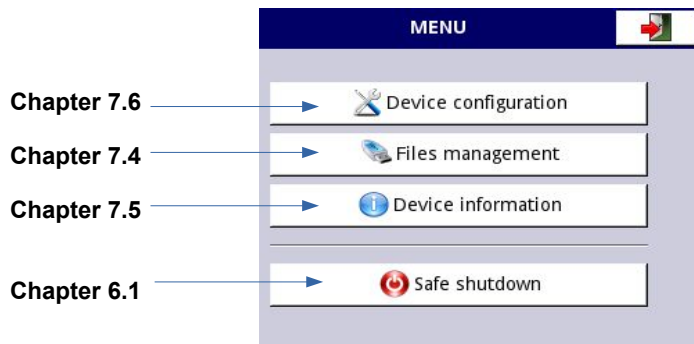 MENU
Chapter 7.6
Device configuration
Chapter 7.4
Files management
Chapter 7.5
Device information
Chapter 6.1
Safe shutdown